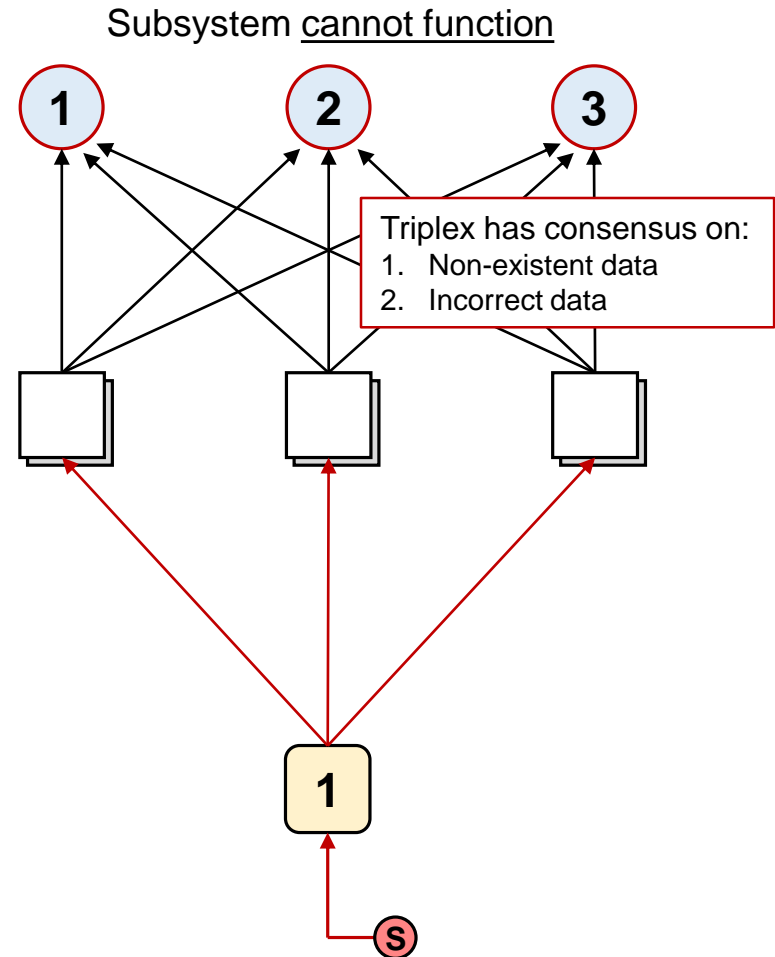 Subsystem cannot function
1
2
3
Triplex has consensus on:
1. Non-existent data
2. Incorrect data
1
S